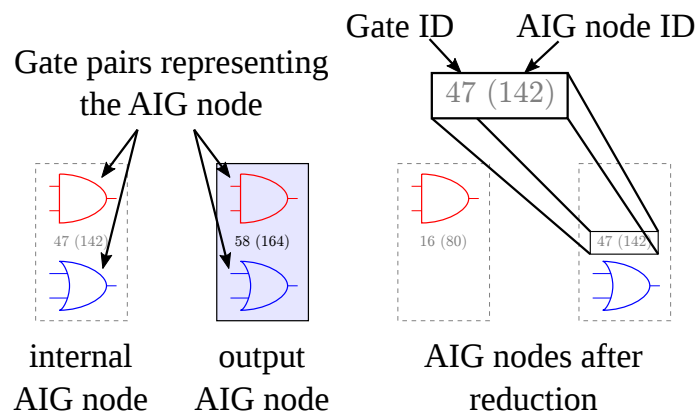 Gate ID
AIG node ID
Gate pairs representing
the AIG node
47 (142)
47 (142)
58 (164)
16 (80)
47 (142)
internal
AIG node
output
AIG node
AIG nodes after
reduction